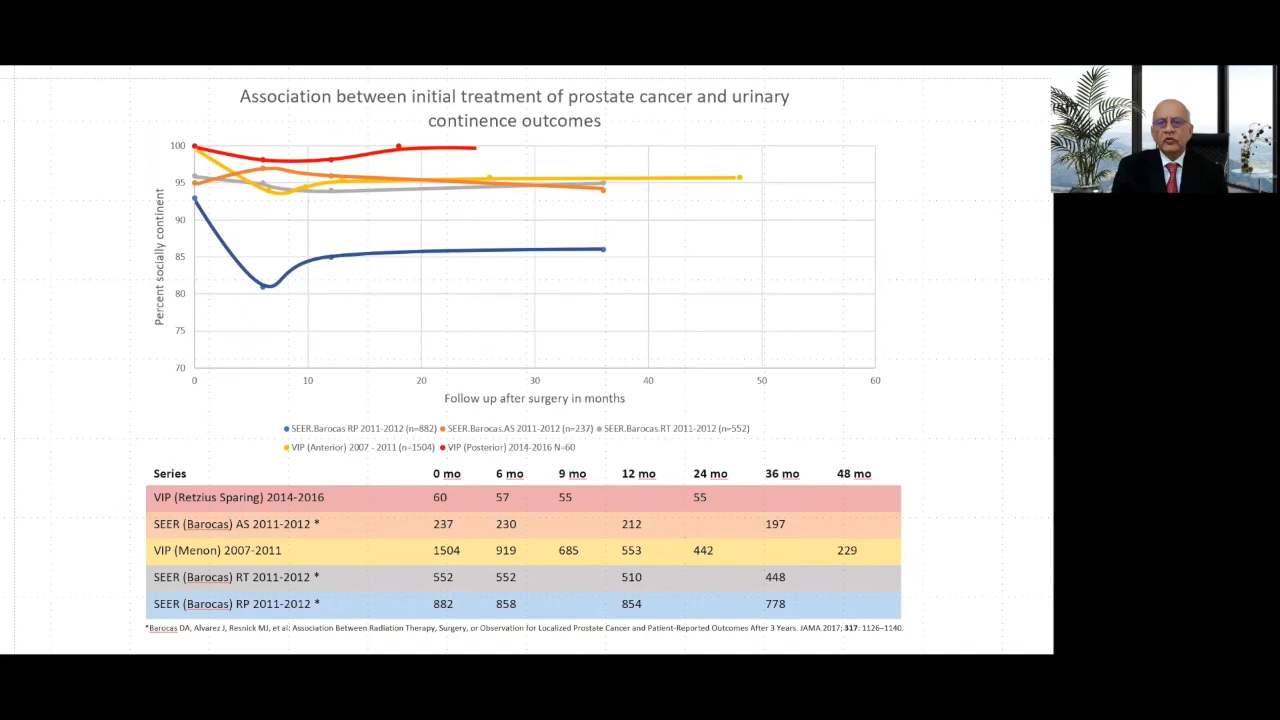 Association between initial treatment of prostate cancer and urinary
continence outcomes
Percent socially continent
100
95
90
85
80
75
70
0 10 20 30 40 50 60
Follow up after surgery in months
SEER.Barocas RP 2011-2012 (n=882) SEER.Barocas.AS 2011-2012 (n=237) SEER.Barocas.RT 2011-2012 (n=552)
VIP (Anterior) 2007 - 2011 (n=1504) VIP (Posterior) 2014-2016 N=60
Series 0 mo 6 mo 9 mo 12 mo 24 mo 36 mo 48 mo
VIP (Retzius Sparing) 2014-2016 60 57 55 55
SEER (Barocas) AS 2011-2012 * 237 230 212 197
VIP (Menon) 2007-2011 1504 919 685 553 442 229
SEER (Barocas) RT 2011-2012 * 552 552 510 448
SEER (Barocas) RP 2011-2012 * 882 858 854 778
*Barocas DA, Alvarez J, Resnick MJ, et al: Association Between Radiation Therapy, Surgery, or Observation for Localized Prostate Cancer and Patient-Reported Outcomes After 3 Years. JAMA 2017; 317: 1126–1140.